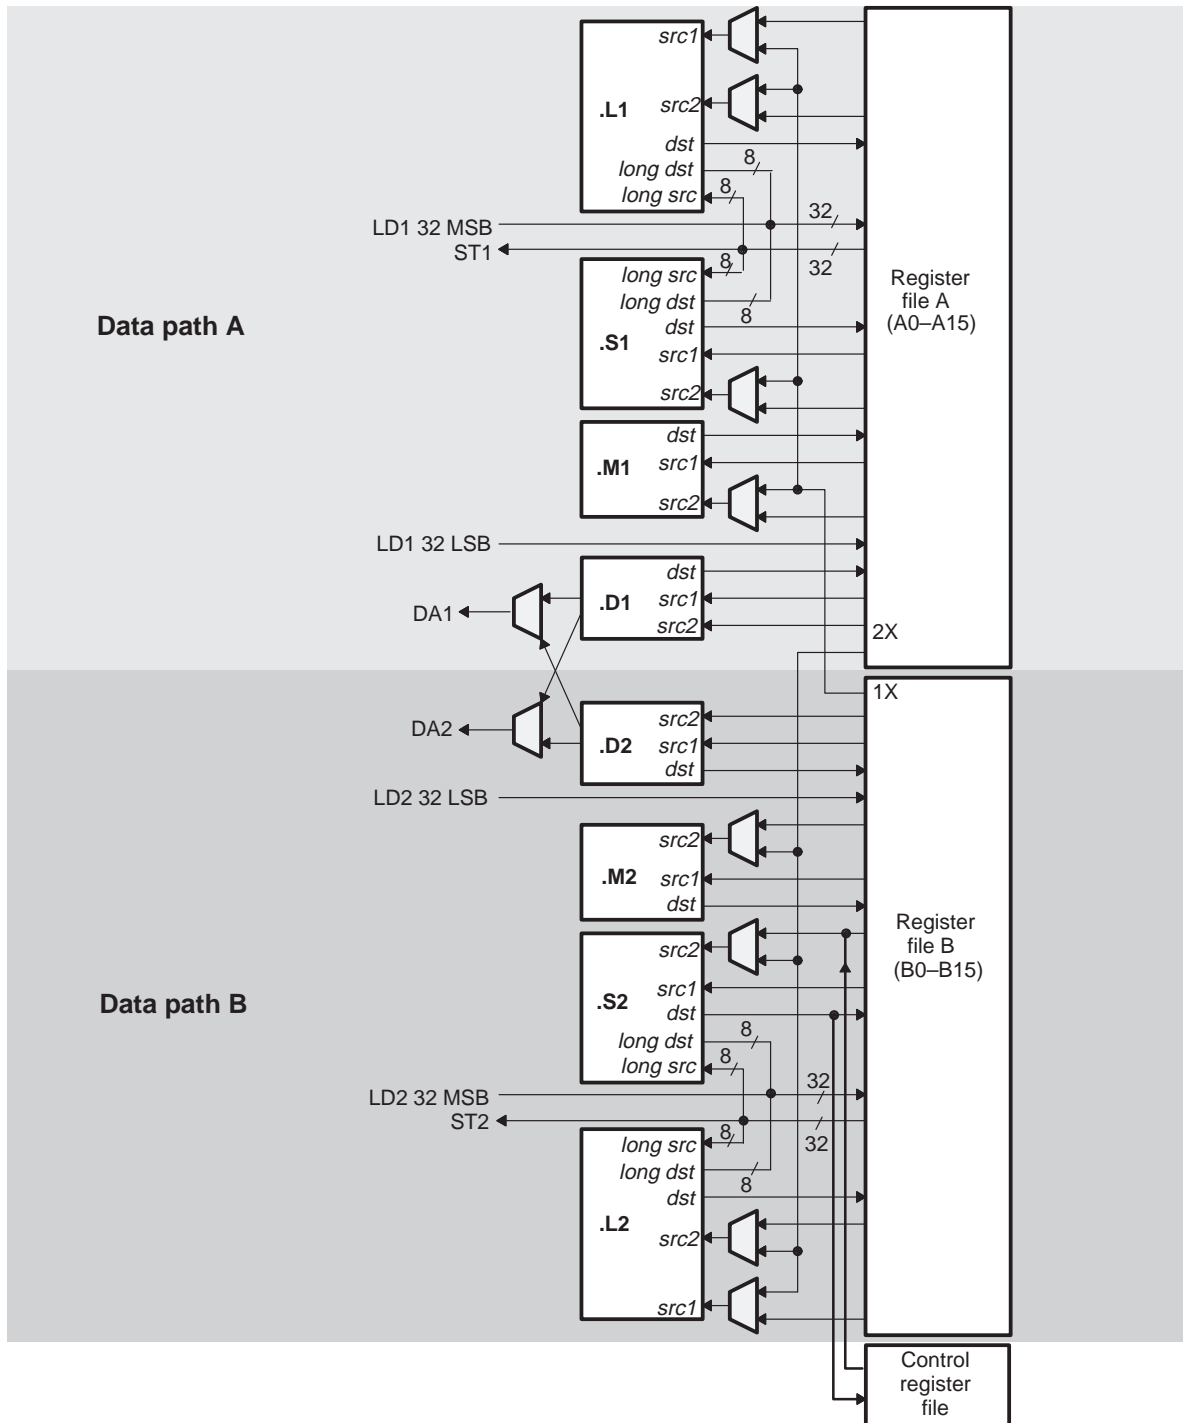 src1
.L1
src2
dst
long dst
8
long src
8
LD1 32 MSB
32
ST1
32
8
long src
long dst
8
Register
file A
(A0–A15)
Data path A
dst
.S1
src1
src2
dst
.M1
src1
src2
LD1 32 LSB
dst
.D1
src1
src2
DA1
2X
1X
DA2
src2
.D2
src1
dst
LD2 32 LSB
src2
.M2
src1
dst
Register
file B
(B0–B15)
src2
Data path B
.S2
src1
dst
long dst
8
long src
8
LD2 32 MSB
32
ST2
32
8
long src
long dst
8
dst
.L2
src2
src1
Control
register
file